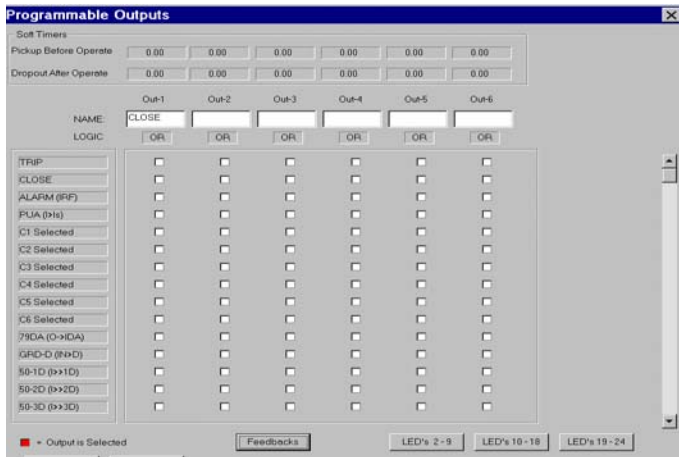 Programmable Outputs
Soft Timers
Pickup Before Operate 0.00 0.00 0.00 0.00 0.00 0.00
Dropout After Operate 0.00 0.00 0.00 0.00 0.00 0.00
Out-1 Out-2 Out-3 Out-4 Out-5 Out-6
NAME: CLOSE
LOGIC OR OR OR OR OR OR
TRIP
CLOSE
ALARM (IRF)
PUA (I>Is)
C1 Selected
C2 Selected
C3 Selected
C4 Selected
C5 Selected
C6 Selected
79DA (O->IDA)
GRD-D (IN>D)
50-1D (I>>1D)
50-2D (I>>2D)
50-3D (I>>3D)
= Output is Selected Feedbacks LED's 2 - 9 LED's 10 - 18 LED's 19 - 24